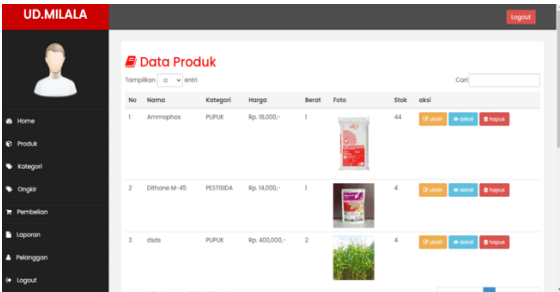 UD.MILALA
Logout
Data Produk
Tampilkan 10 entri
Cari
No Nama Kategori Harga Berat Foto Stok aksi
1 Ammophos PUPUK Rp. 19,000,- 1 44 ubah detail hapus
2 Dithane M-45 PESTISIDA Rp. 14,000,- 1 4 ubah detail hapus
3 dsds PUPUK Rp. 400,000,- 2 4 ubah detail hapus
Home
Produk
Kategori
Ongkir
Pembelian
Laporan
Pelanggan
Logout